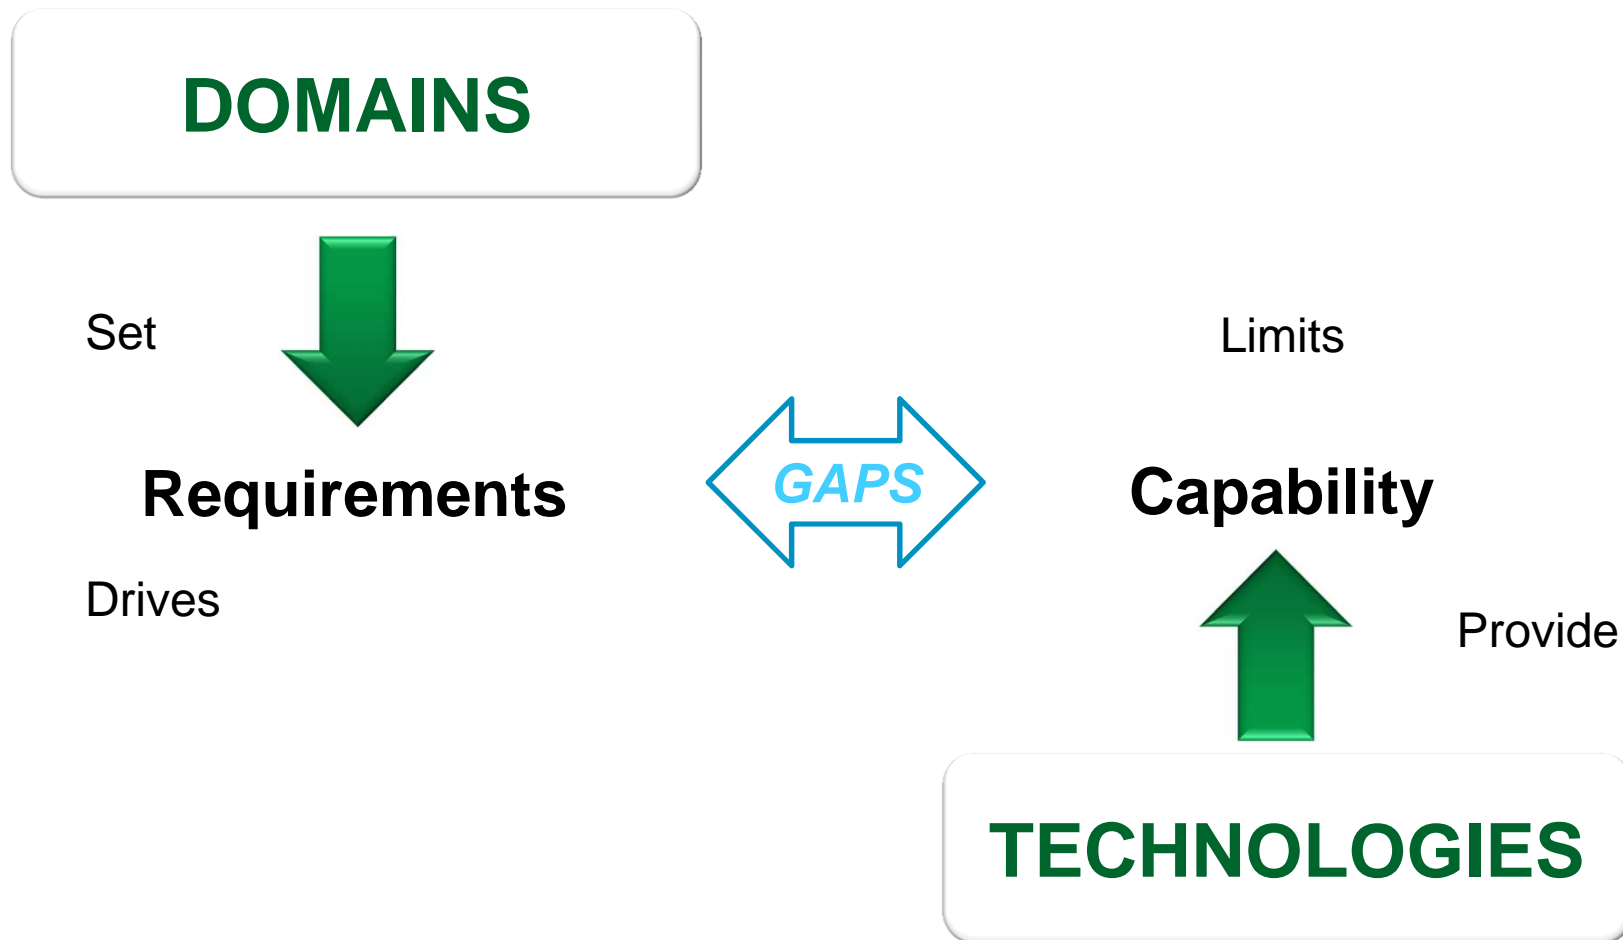 DOMAINS
Set
Limits
Requirements
GAPS
Capability
Drives
Provide
TECHNOLOGIES